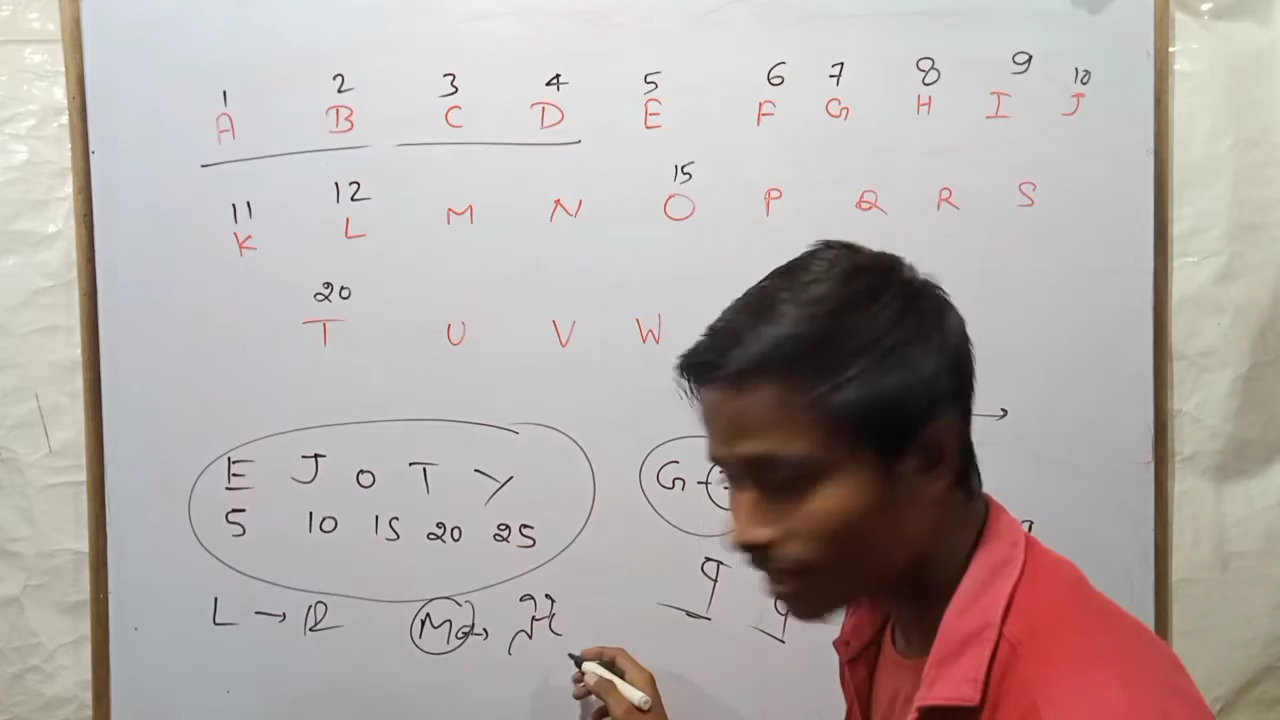 1 2 3 4 5 6 7 8 9 10
A B C D E F G H I J
11 12 15
K L M N O P Q R S
20
T U V W
E J O T Y
5 10 15 20 25
G
L → 12
M →